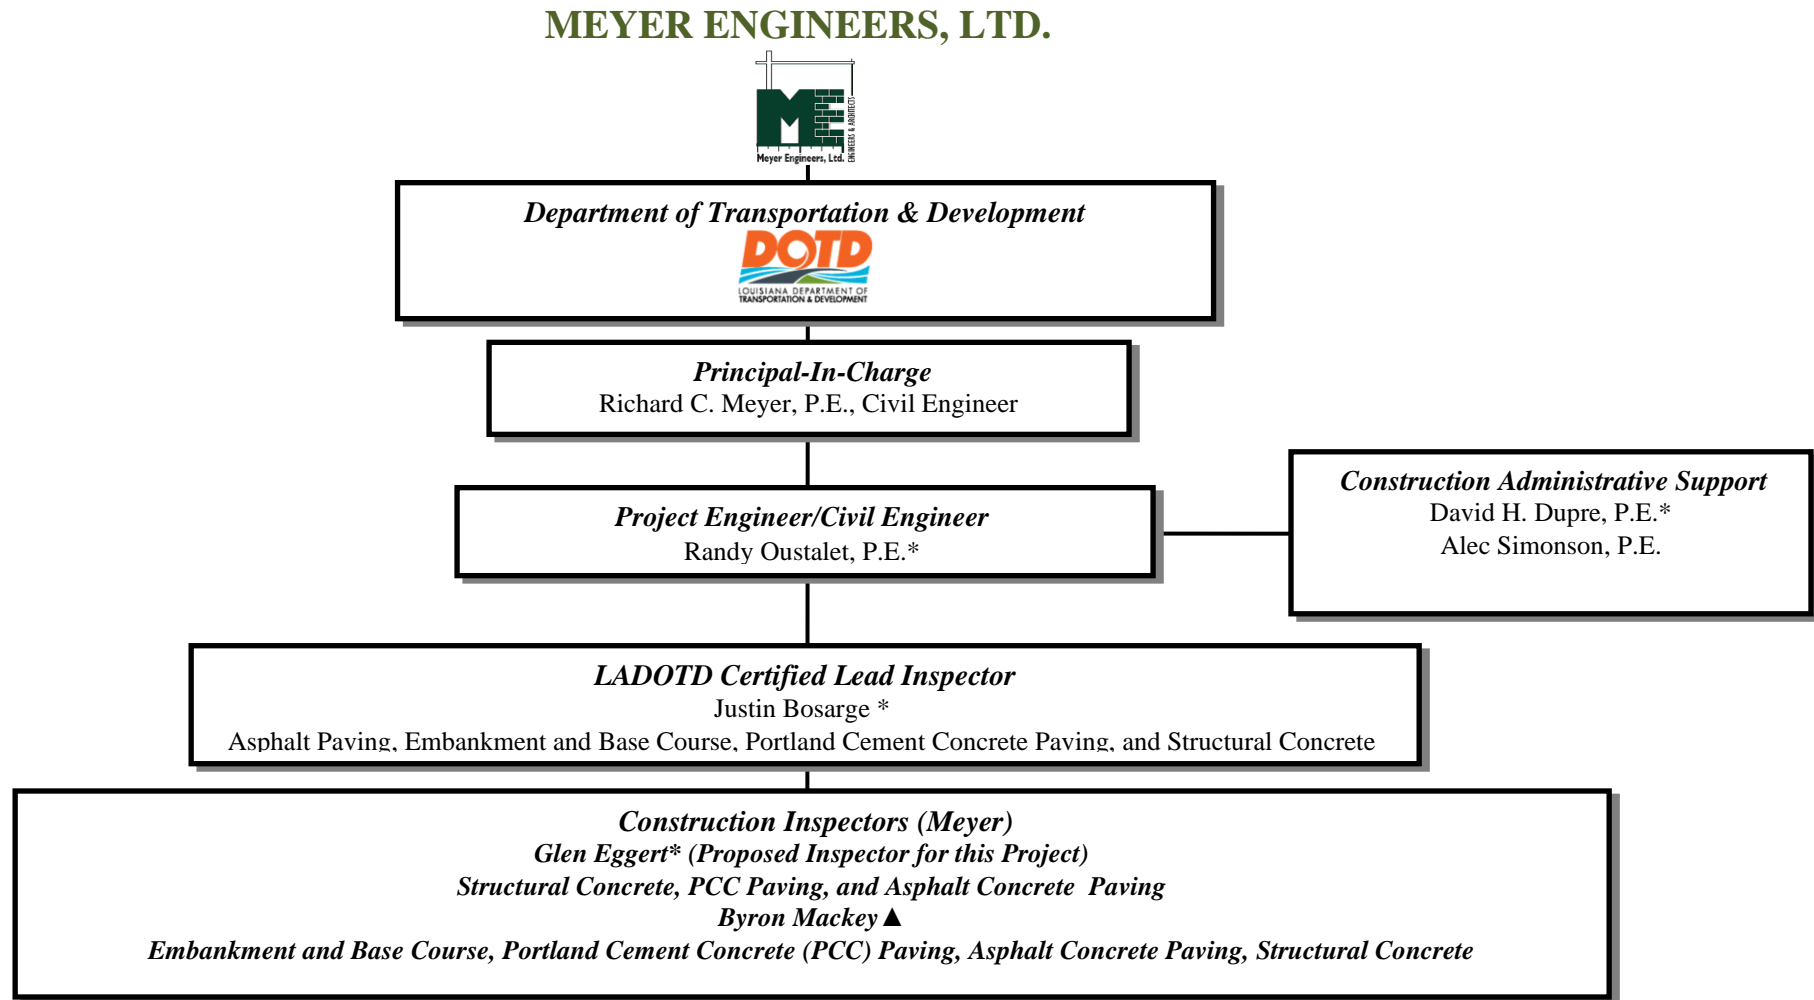 MEYER ENGINEERS, LTD.
ME
ENGINEERS & ARCHITECTS
Meyer Engineers, Ltd.
Department of Transportation & Development
DOTD
LOUISIANA DEPARTMENT OF
TRANSPORTATION & DEVELOPMENT
Principal-In-Charge
Richard C. Meyer, P.E., Civil Engineer
Project Engineer/Civil Engineer
Randy Oustalet, P.E.*
Construction Administrative Support
David H. Dupre, P.E.*
Alec Simonson, P.E.
LADOTD Certified Lead Inspector
Justin Bosarge *
Asphalt Paving, Embankment and Base Course, Portland Cement Concrete Paving, and Structural Concrete
Construction Inspectors (Meyer)
Glen Eggert* (Proposed Inspector for this Project)
Structural Concrete, PCC Paving, and Asphalt Concrete  Paving
Byron Mackey▲
Embankment and Base Course, Portland Cement Concrete (PCC) Paving, Asphalt Concrete Paving, Structural Concrete